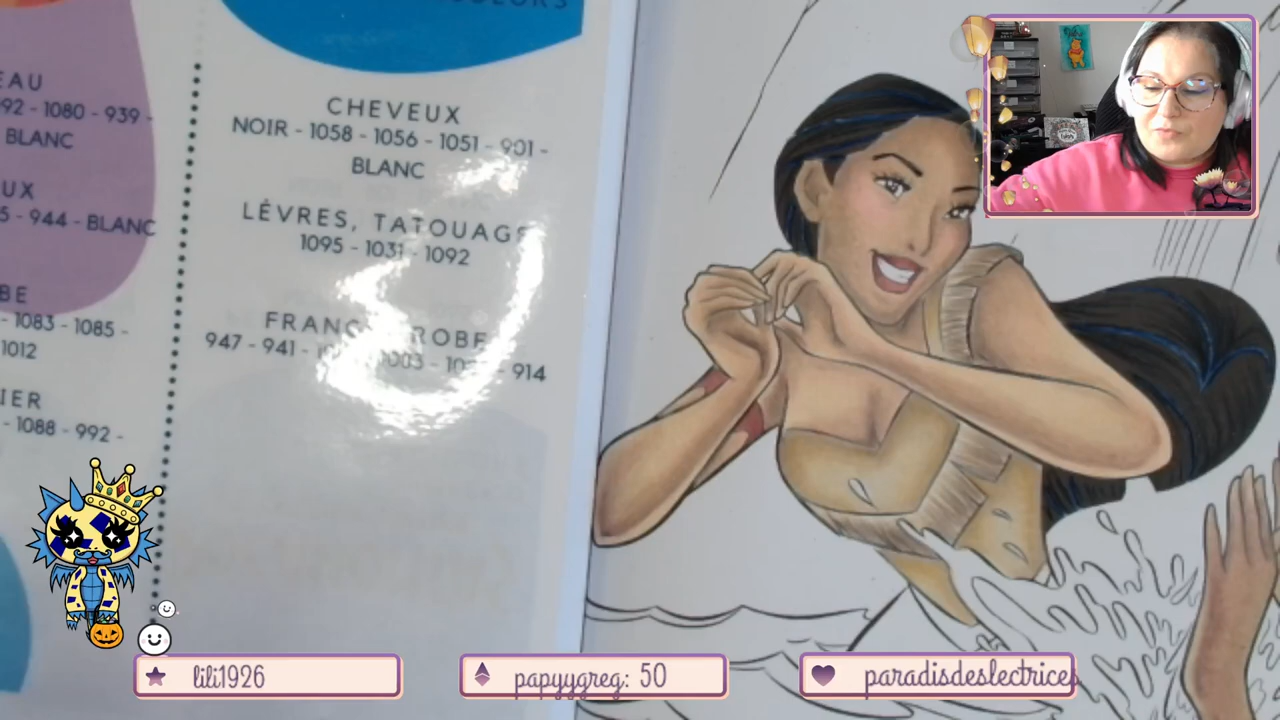 EAU
92 - 1080 - 939 -
BLANC
UX
5 - 944 - BLANC
BE
- 1083 - 1085 -
1012
IER
- 1088 - 992 -
CHEVEUX
NOIR - 1058 - 1056 - 1051 - 901 -
BLANC
LÈVRES, TATOUAGE
1095 - 1031 - 1092
ROBE
947 - 941 - 914
lili1926
papyygreg: 50
paradisdeslectrices